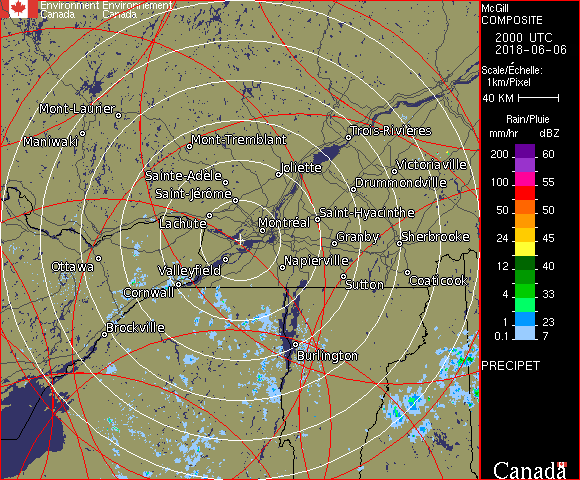 Environment Environnement
Canada Canada
McGill
COMPOSITE
2000 UTC
2018-06-06
Scale/Échelle:
1km/Pixel
40 KM
Rain/Pluie
mm/hr dBZ
200 60
100 55
50 50
24 45
12 40
4 33
1 23
0.1 7
PRECIPET
Canada
Mont-Laurier
Maniwaki
Mont-Tremblant
Trois-Rivières
Sainte-Adèle
Joliette
Victoriaville
Saint-Jérôme
Drummondville
Lachute
Montréal
Saint-Hyacinthe
Granby
Sherbrooke
Ottawa
Valleyfield
Napierville
Cornwall
Sutton
Coaticook
Brockville
Burlington